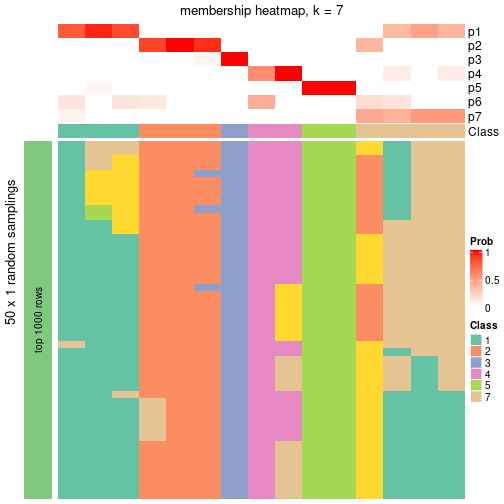 membership heatmap, k = 7
p1
p2
p3
p4
p5
p6
p7
Class
50 x 1 random samplings
top 1000 rows
Prob
1
0.5
0
Class
1
2
3
4
5
7